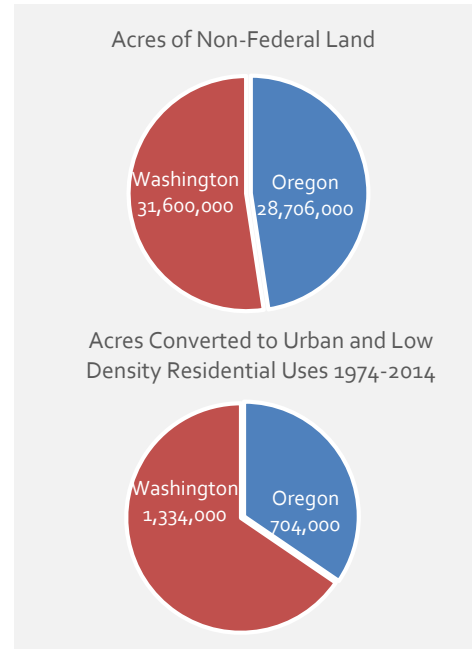 Acres of Non-Federal Land
Washington
31,600,000
Oregon
28,706,000
Acres Converted to Urban and Low
Density Residential Uses 1974-2014
Washington
1,334,000
Oregon
704,000